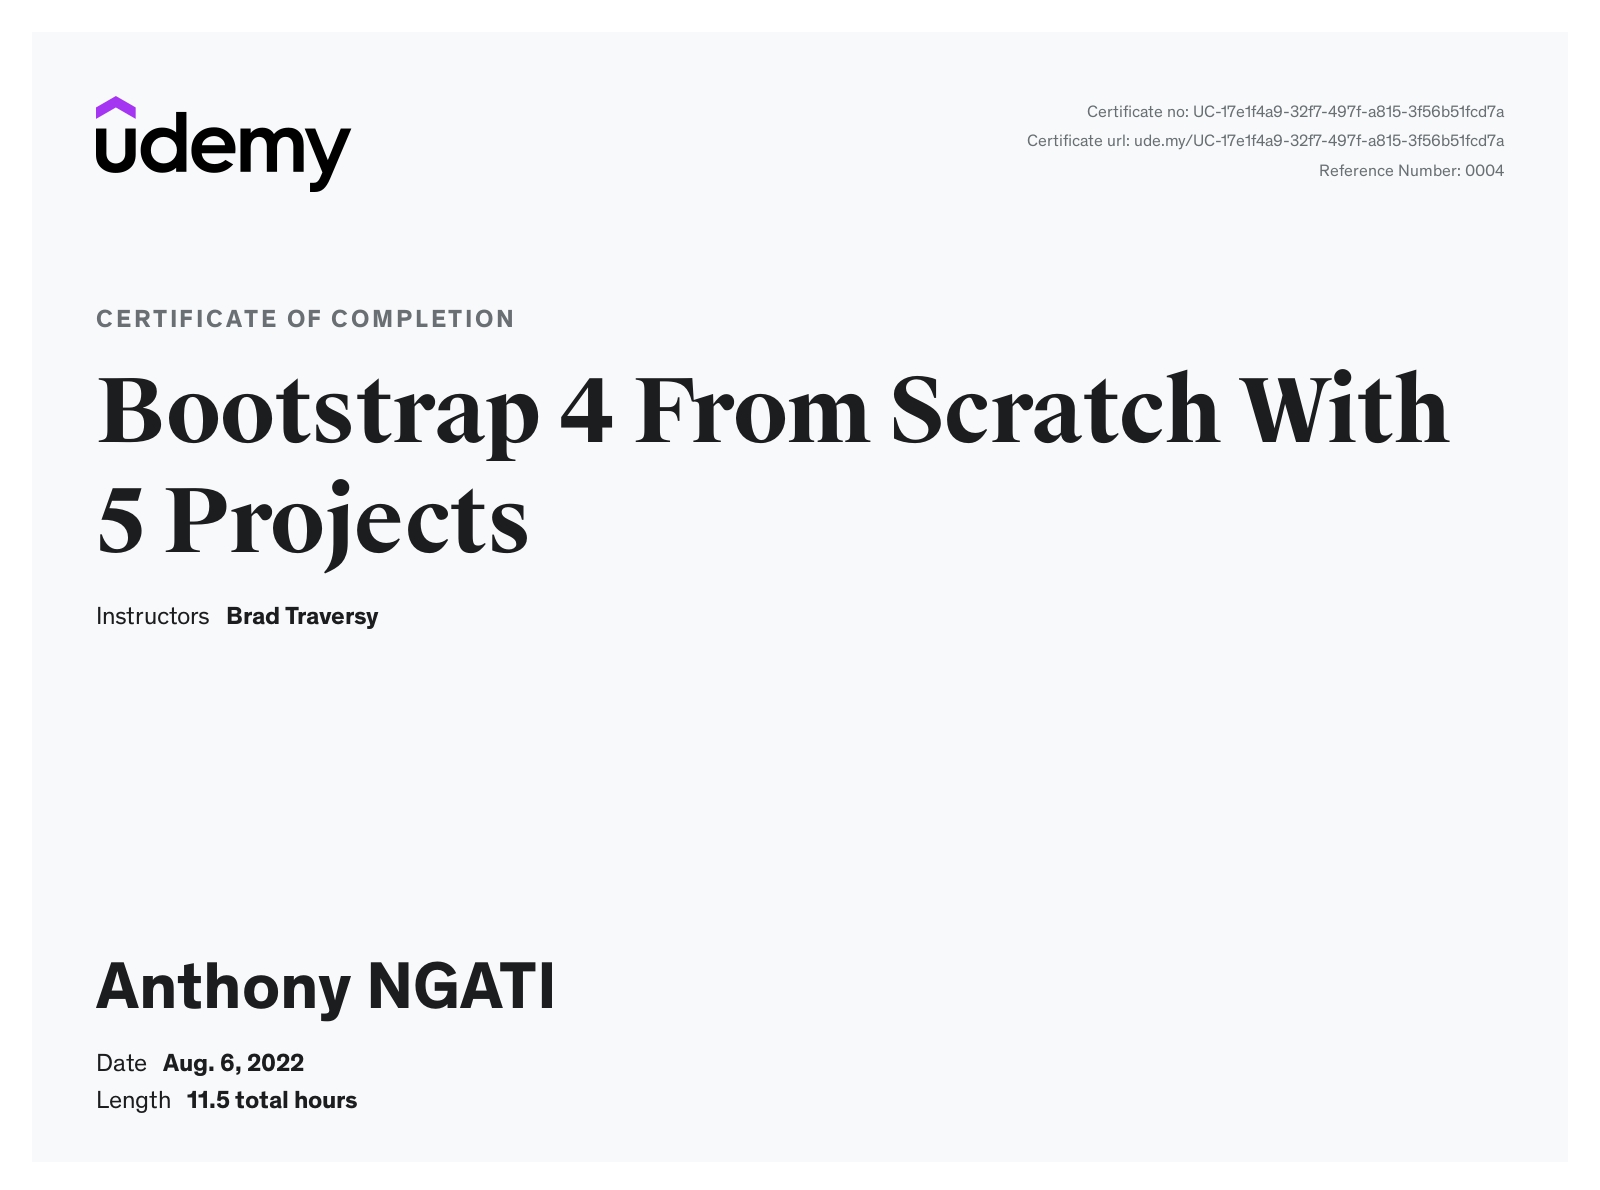 udemy
Certificate no: UC-17e1f4a9-32f7-497f-a815-3f56b51fcd7a
Certificate url: ude.my/UC-17e1f4a9-32f7-497f-a815-3f56b51fcd7a
Reference Number: 0004
CERTIFICATE OF COMPLETION
Bootstrap 4 From Scratch With
5 Projects
Instructors Brad Traversy
Anthony NGATI
Date Aug. 6, 2022
Length 11.5 total hours